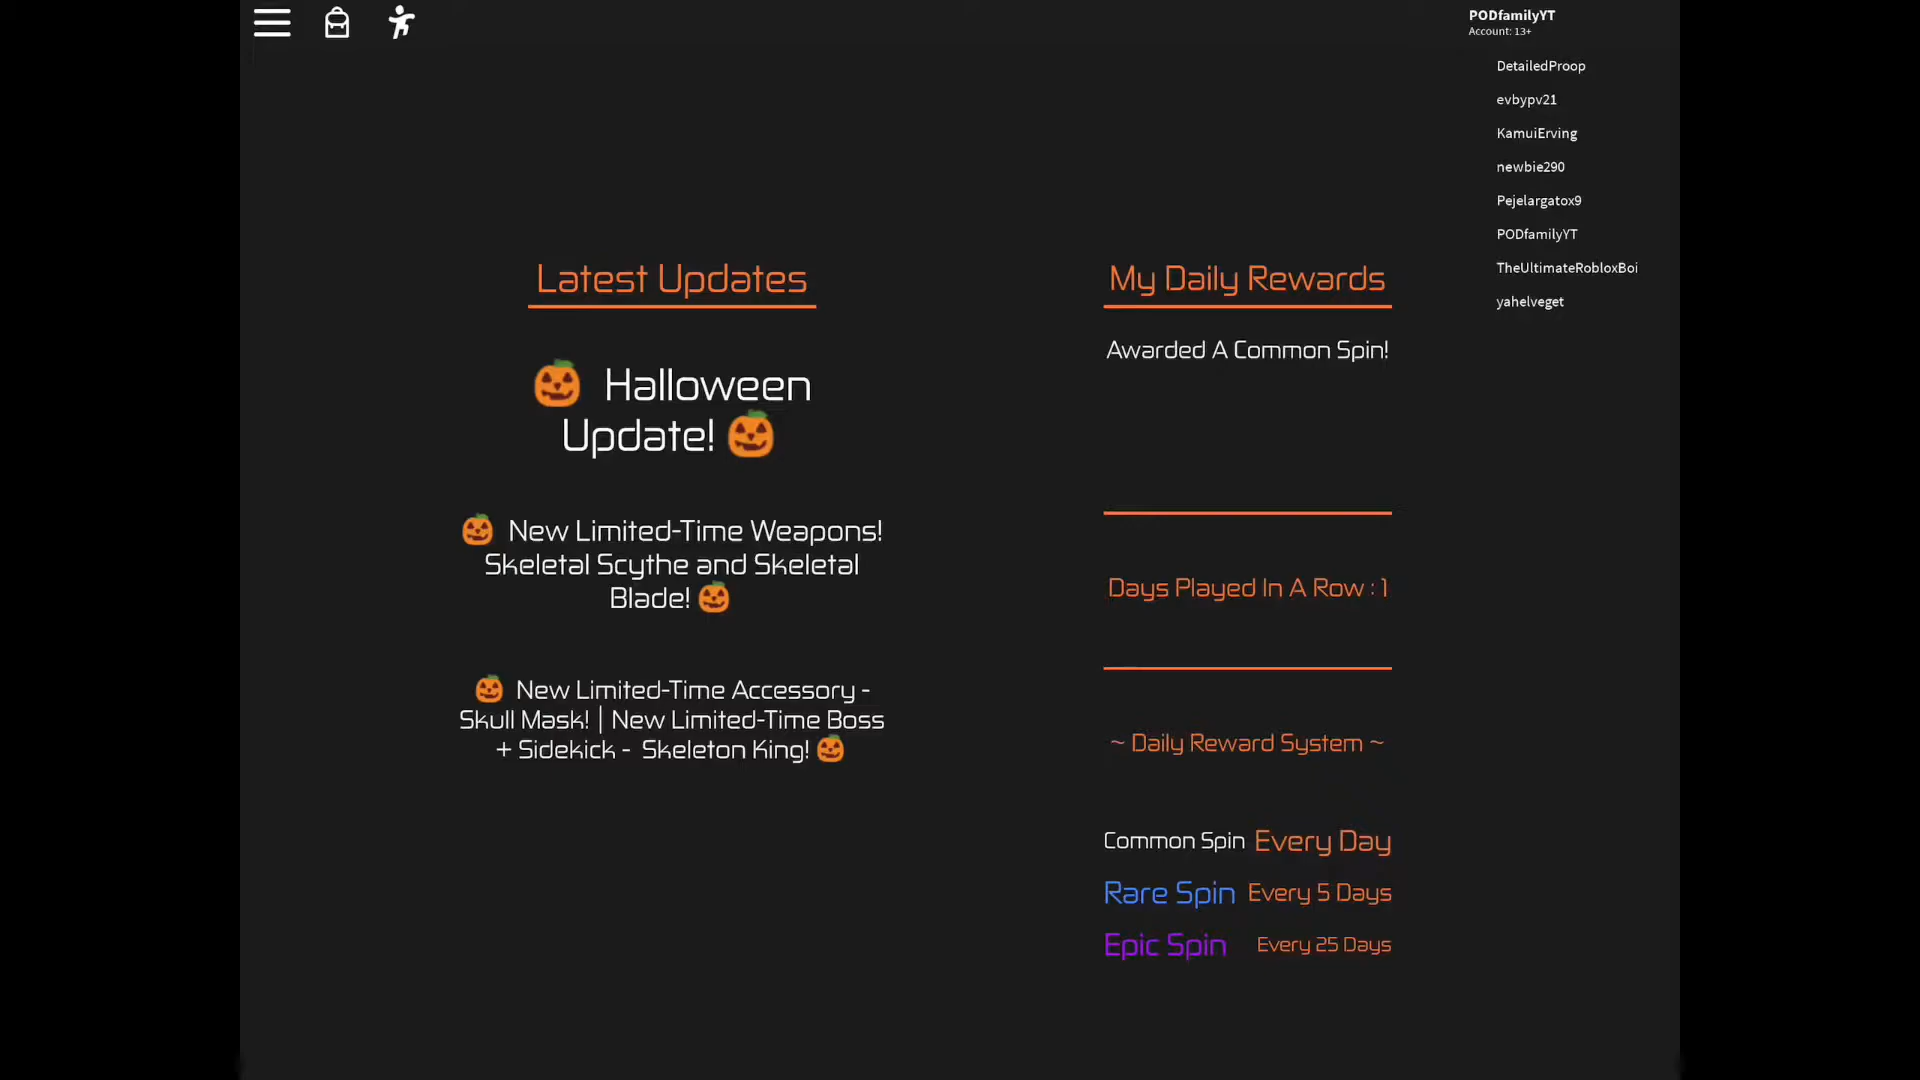 PODfamilyYT
Account: 13+
DetailedProop
evbypv21
KamuiErving
newbie290
Pejelargatox9
PODfamilyYT
TheUltimateRobloxBoi
yahelveget
Latest Updates
🎃 Halloween
Update! 🎃
🎃 New Limited-Time Weapons!
Skeletal Scythe and Skeletal
Blade! 🎃
🎃 New Limited-Time Accessory -
Skull Mask! | New Limited-Time Boss
+ Sidekick - Skeleton King! 🎃
My Daily Rewards
Awarded A Common Spin!
Days Played In A Row : 1
~ Daily Reward System ~
Common Spin Every Day
Rare Spin Every 5 Days
Epic Spin Every 25 Days